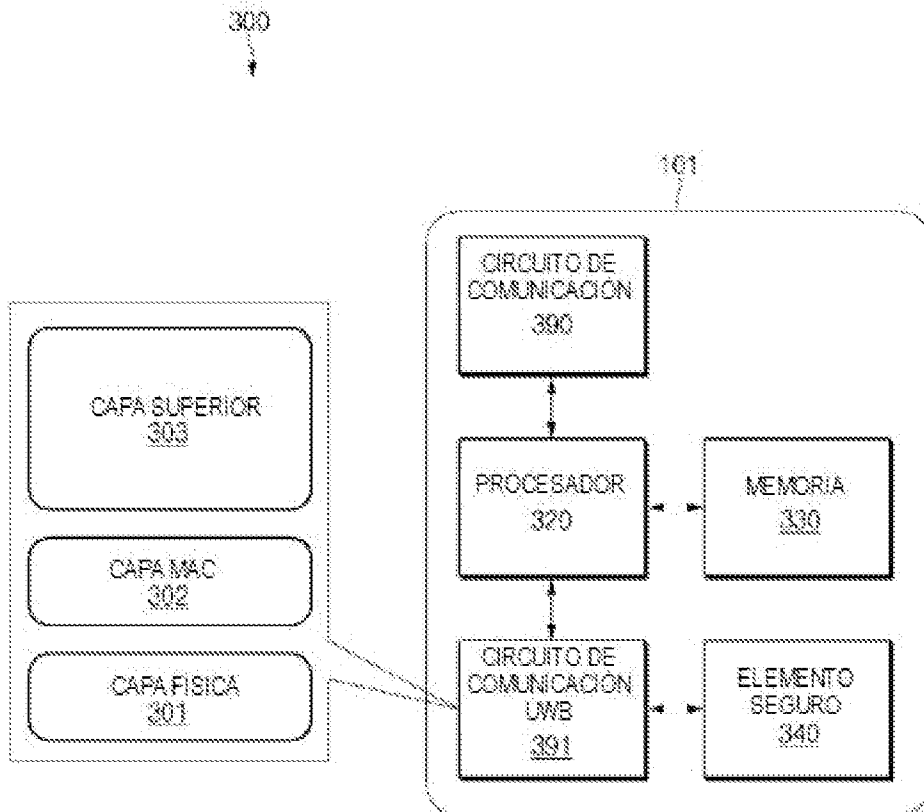 300
101
CIRCUITO DE
COMUNICACIÓN
390
CAPA SUPERIOR
303
PROCESADOR
320
MEMORIA
330
CAPA MAC
302
CAPA FÍSICA
301
CIRCUITO DE
COMUNICACIÓN
UWB
391
ELEMENTO
SEGURO
340